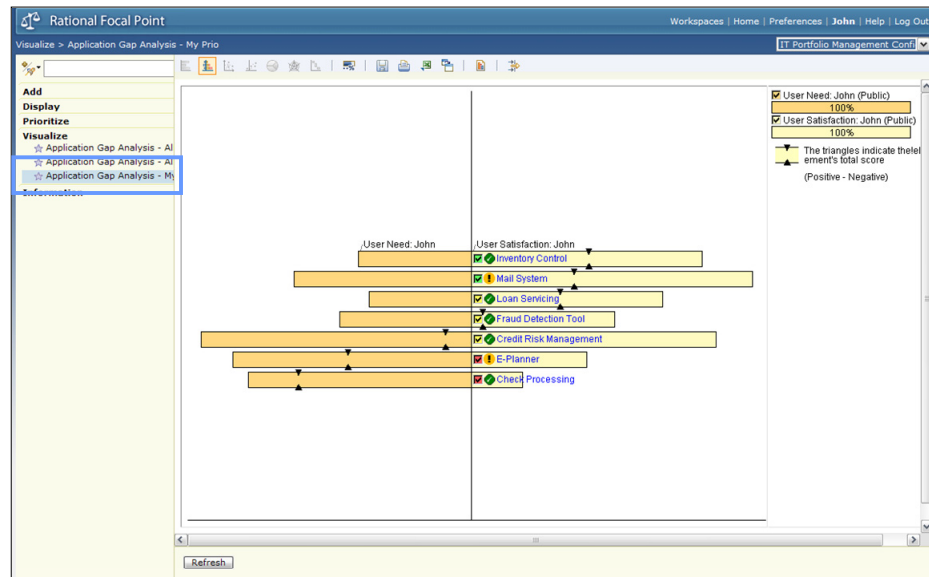 Rational Focal Point
Workspaces | Home | Preferences | John | Help | Log Out
Visualize > Application Gap Analysis - My Prio
IT Portfolio Management Confi
Add
Display
Prioritize
Visualize
Application Gap Analysis - Al
Application Gap Analysis - Al
Application Gap Analysis - My
Information
User Need: John
User Satisfaction: John
Inventory Control
Mail System
Loan Servicing
Fraud Detection Tool
Credit Risk Management
E-Planner
Check Processing
User Need: John (Public)
100%
User Satisfaction: John (Public)
100%
The triangles indicate thelel
ement's total score
(Positive - Negative)
Refresh